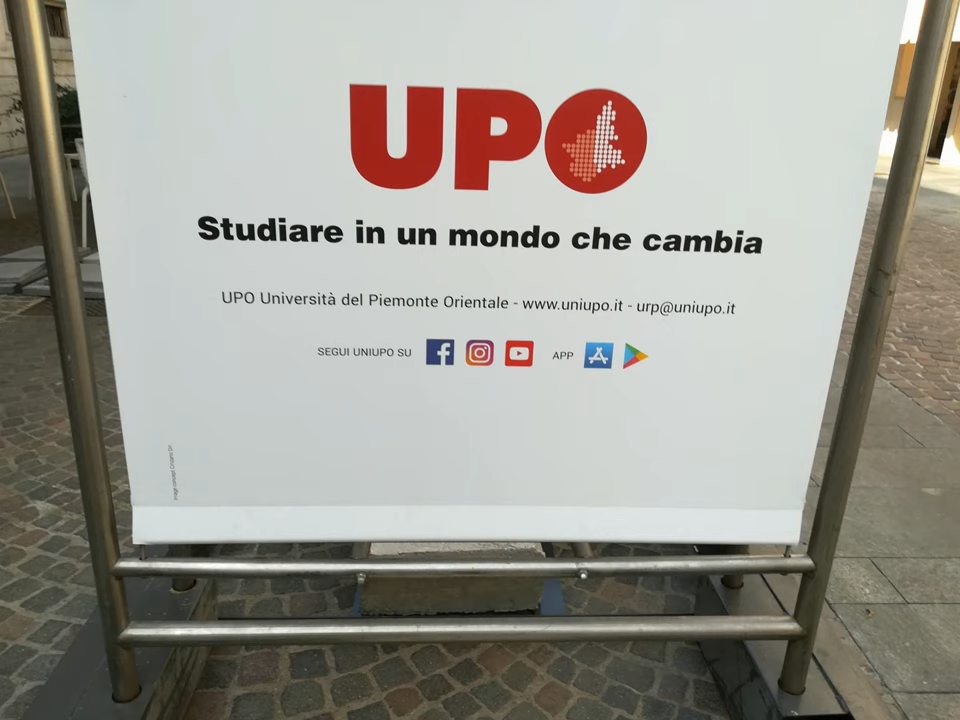 UPO
Studiare in un mondo che cambia
UPO Università del Piemonte Orientale - www.uniupo.it - urp@uniupo.it
SEGUI UNIUPO SU APP